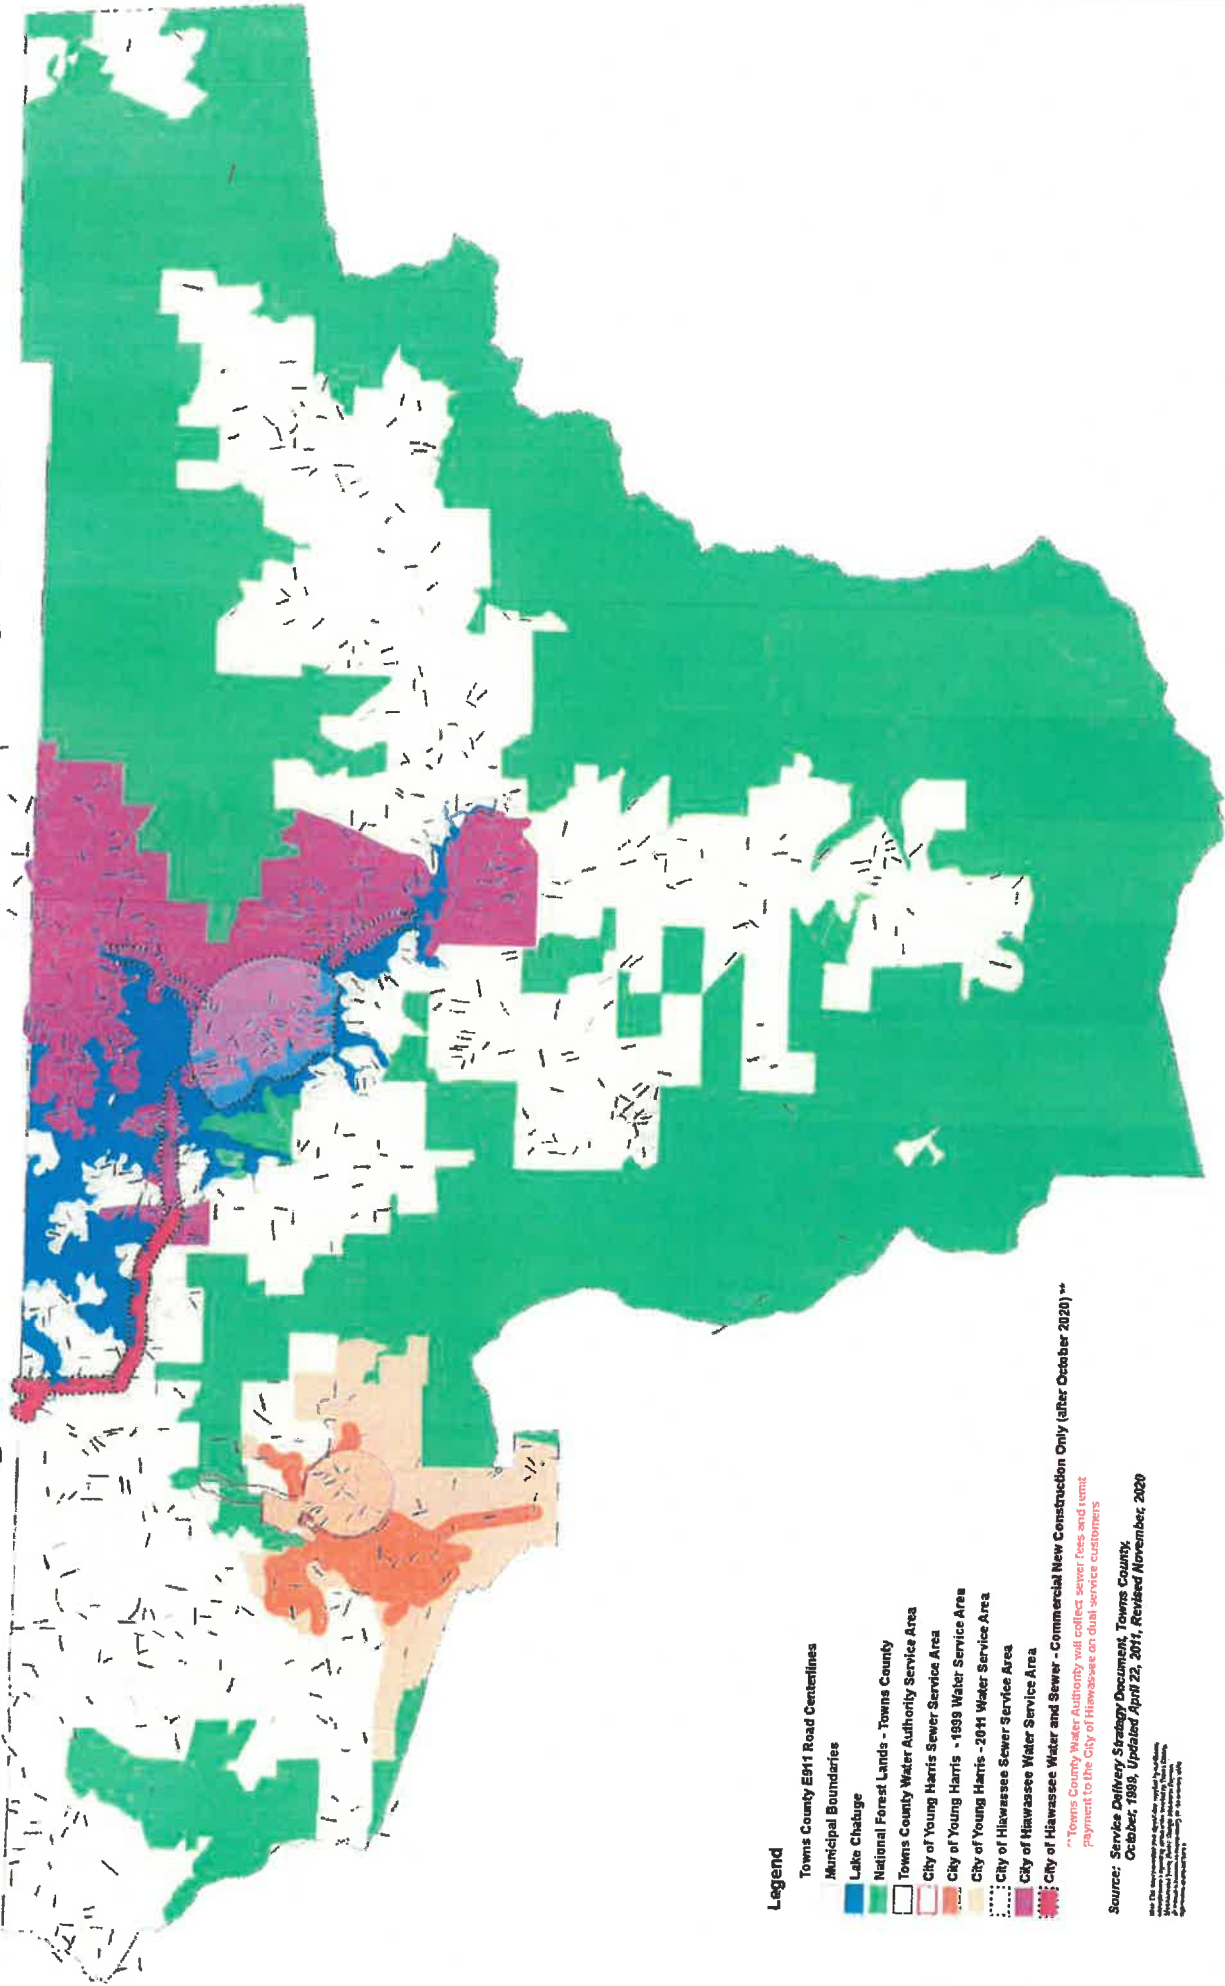 Legend
Towns County E911 Road Centerlines
Municipal Boundaries
Lake Chatuge
National Forest Lands - Towns County
Towns County Water Authority Service Area
City of Young Harris Sewer Service Area
City of Young Harris - 1999 Water Service Area
City of Young Harris - 2011 Water Service Area
City of Hiawassee Sewer Service Area
City of Hiawassee Water Service Area
City of Hiawassee Water and Sewer - Commercial New Construction Only (after October 2020) **
**Towns County Water Authority will collect sewer fees and remit
payment to the City of Hiawassee on dual service customers
Source: Service Delivery Strategy Document, Towns County,
October, 1999, Updated April 22, 2011, Revised November, 2020